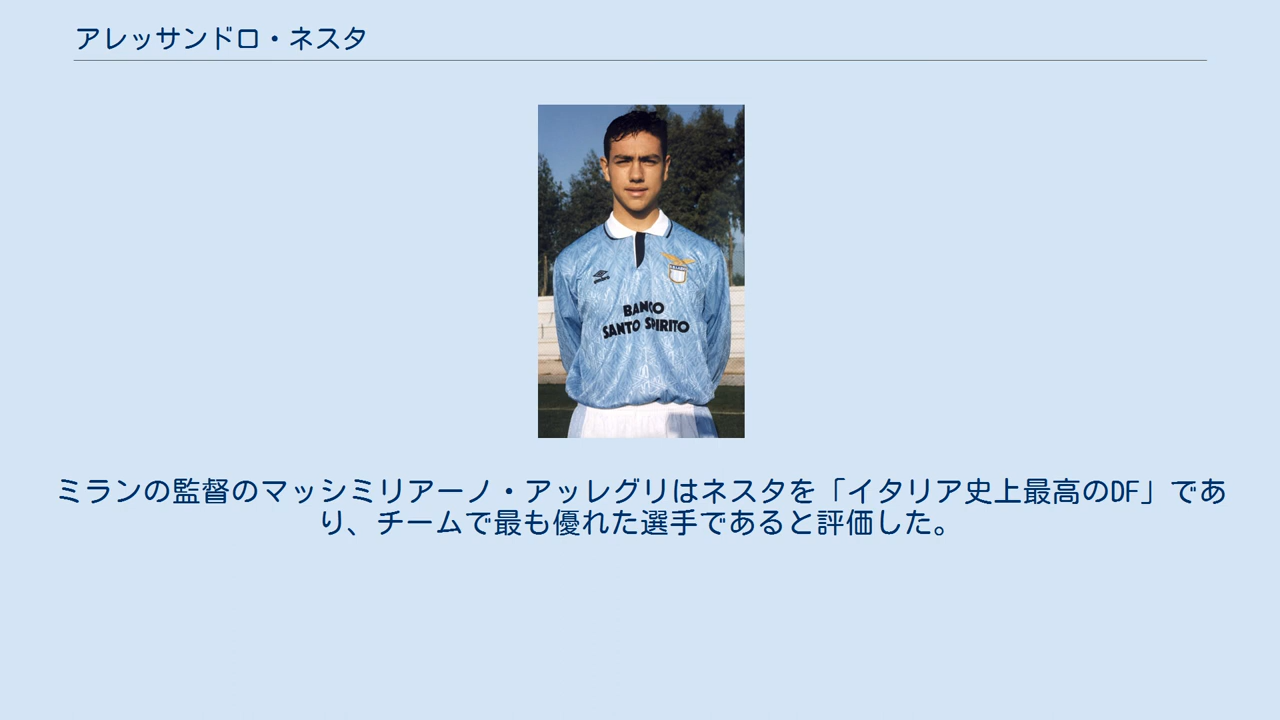 アレッサンドロ・ネスタ
umbro
BANCO
SANTO SPIRITO
ミランの監督のマッシミリアーノ・アッレグリはネスタを「イタリア史上最高のDF」であ
り、チームで最も優れた選手であると評価した。